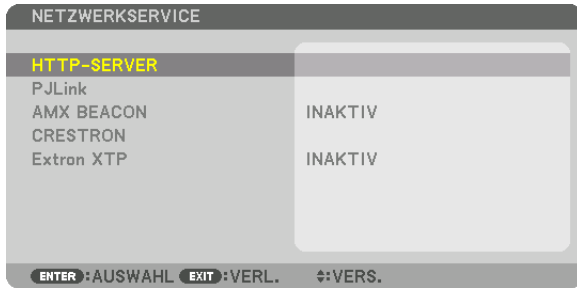 NETZWERKSERVICE
HTTP-SERVER
PJLink
AMX BEACON INAKTIV
CRESTRON
Extron XTP INAKTIV
ENTER :AUSWAHL EXIT :VERL. ♦:VERS.